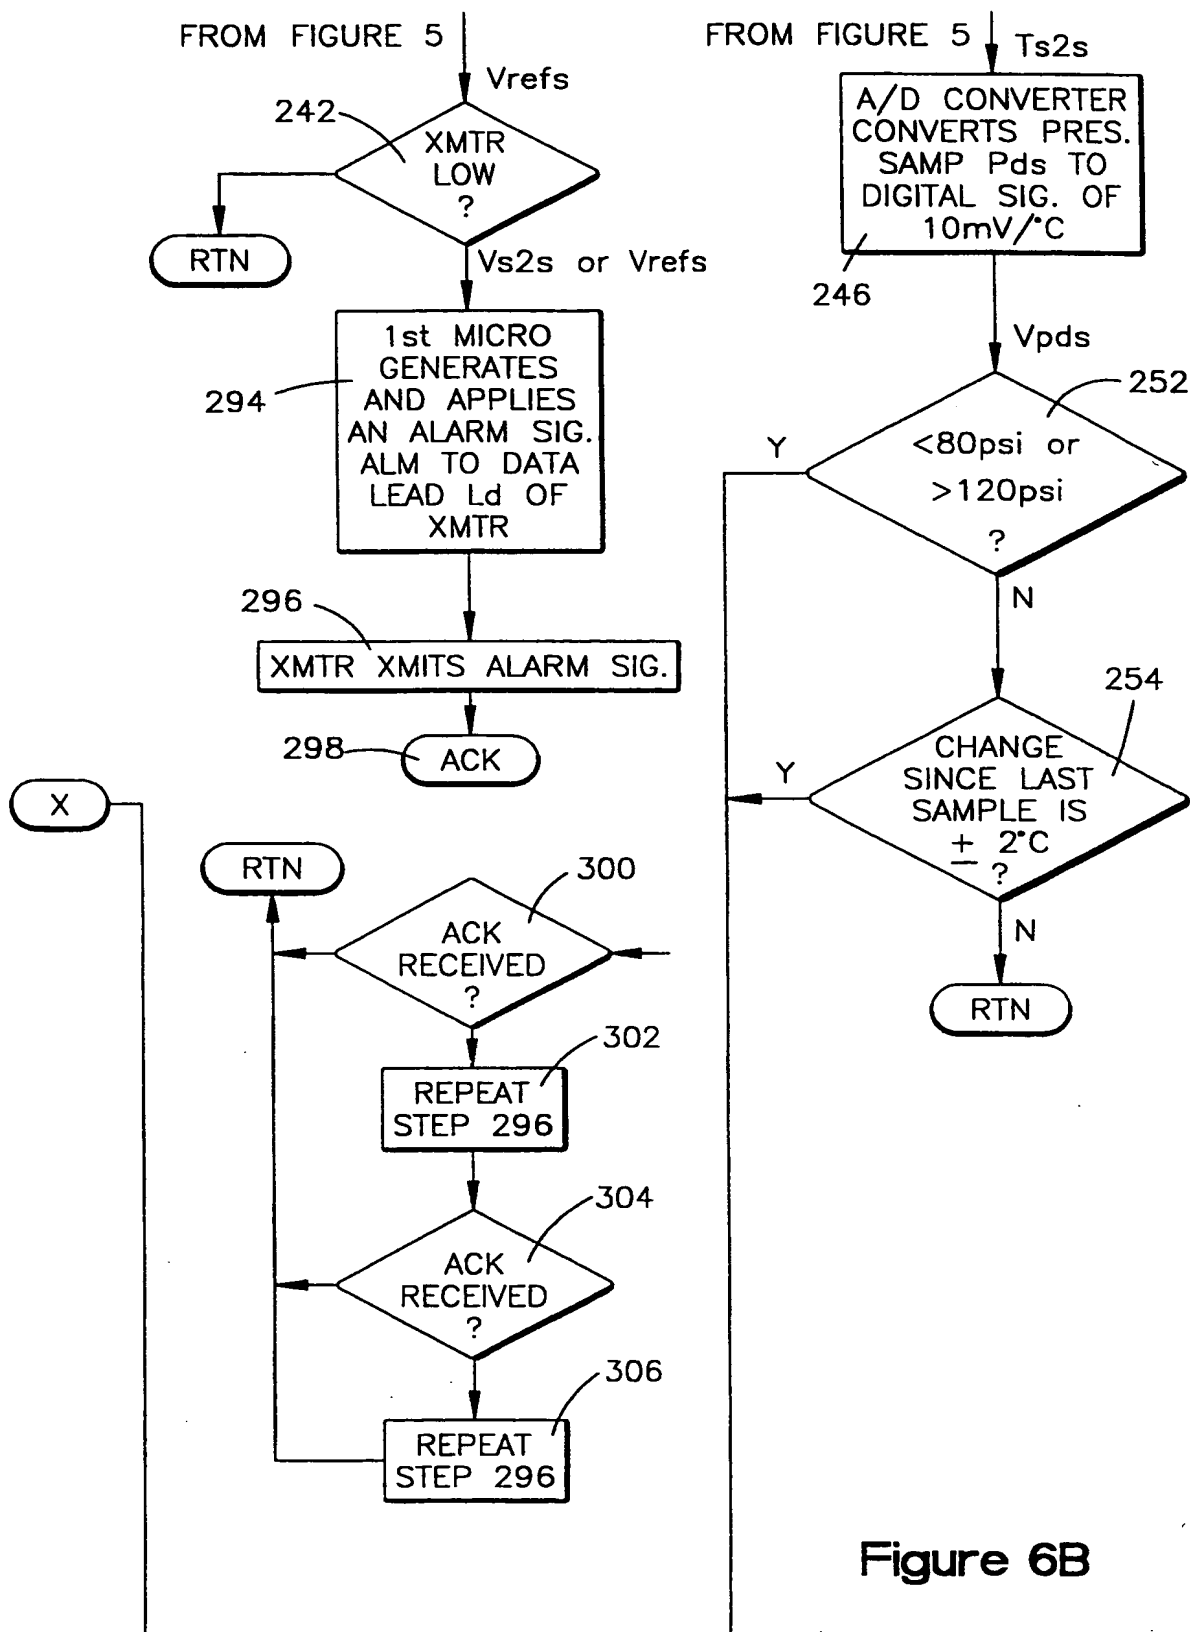 FROM FIGURE 5
Vrefs
242
XMTR
LOW
?
RTN
Vs2s or Vrefs
294
1st MICRO
GENERATES
AND APPLIES
AN ALARM SIG.
ALM TO DATA
LEAD Ld OF
XMTR
296
XMTR XMITS ALARM SIG.
298
ACK
X
RTN
300
ACK
RECEIVED
?
302
REPEAT
STEP 296
304
ACK
RECEIVED
?
306
REPEAT
STEP 296
FROM FIGURE 5
Ts2s
A/D CONVERTER
CONVERTS PRES.
SAMP Pds TO
DIGITAL SIG. OF
10mV/°C
246
Vpds
252
<80psi or
>120psi
?
Y
N
254
CHANGE
SINCE LAST
SAMPLE IS
± 2°C
?
Y
N
RTN
Figure 6B